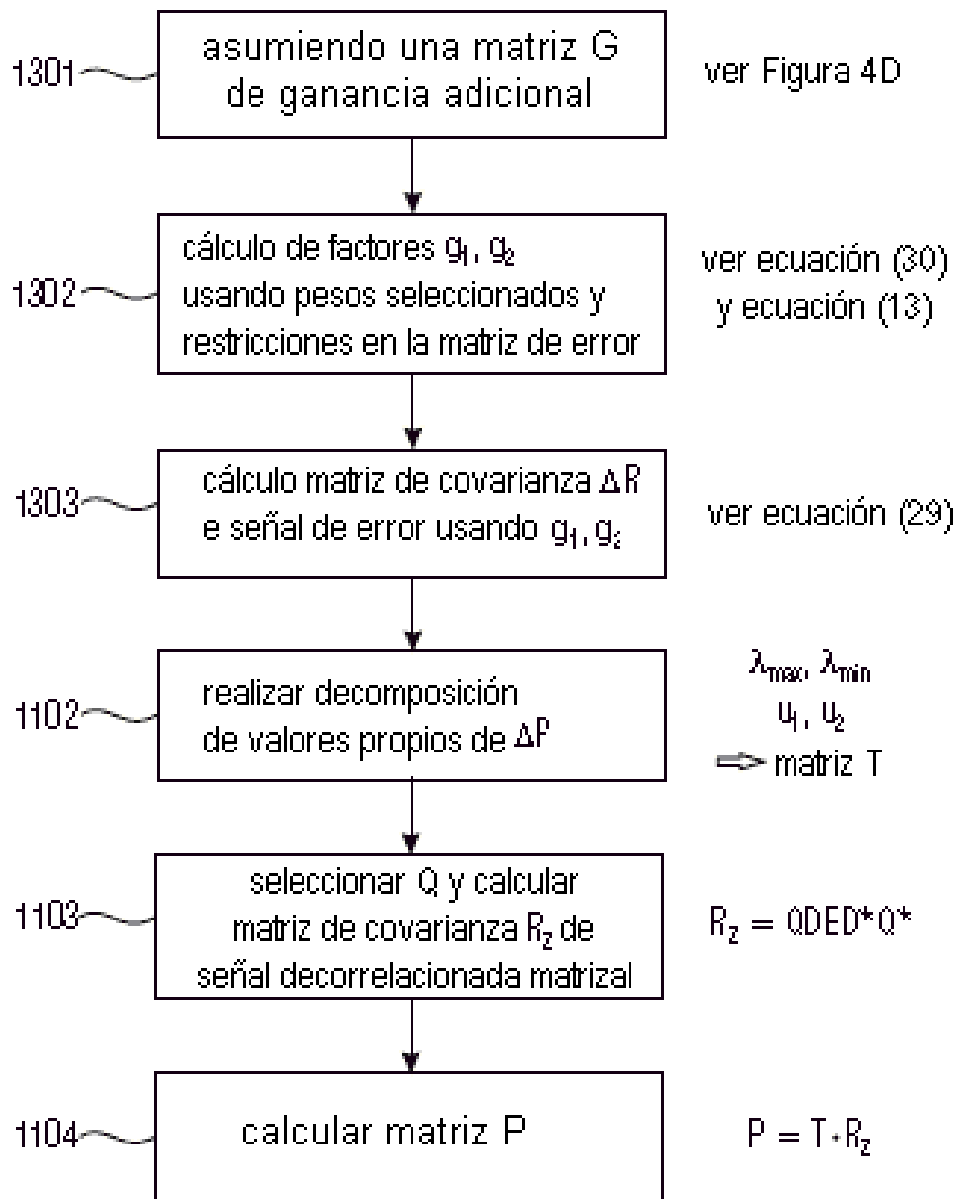 1301
asumiendo una matriz G
de ganancia adicional
ver Figura 4D
1302
cálculo de factores g₁, g₂
usando pesos seleccionados y
restricciones en la matriz de error
ver ecuación (30)
y ecuación (13)
1303
cálculo matriz de covarianza ΔR
e señal de error usando g₁, g₂
ver ecuación (29)
1102
realizar decomposición
de valores propios de ΔP
λmax, λmin
u₁, u₂
⇒ matriz T
1103
seleccionar Q y calcular
matriz de covarianza Rz de
señal decorrelacionada matrizal
Rz = QDED*Q*
1104
calcular matriz P
P = T·Rz